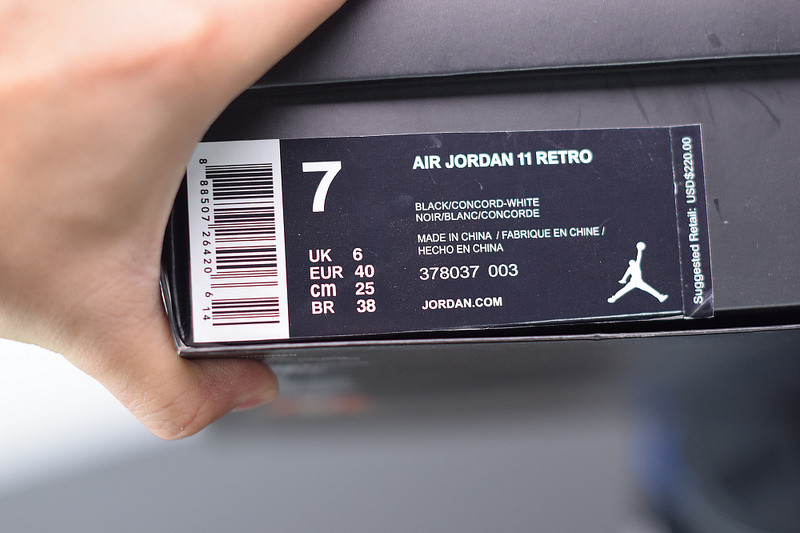 7
AIR JORDAN 11 RETRO
BLACK/CONCORD-WHITE
NOIR/BLANC/CONCORDE
MADE IN CHINA / FABRIQUE EN CHINE /
HECHO EN CHINA
378037 003
JORDAN.COM
UK 6
EUR 40
cm 25
BR 38
8 88507 26420 6 14
Suggested Retail: USD$220.00